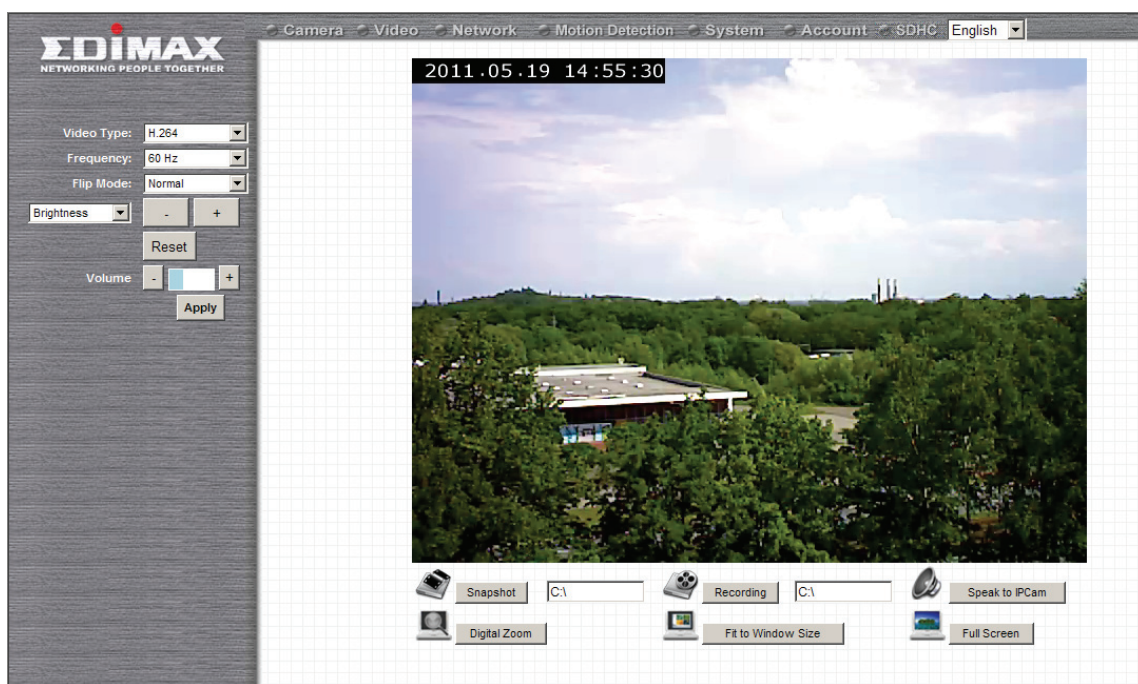 EDIMAX
NETWORKING PEOPLE TOGETHER
Camera Video Network Motion Detection System Account SDHC English
2011.05.19 14:55:30
Video Type: H.264
Frequency: 60 Hz
Flip Mode: Normal
Brightness - +
Reset
Volume - +
Apply
Snapshot C:\ Recording C:\ Speak to IPCam
Digital Zoom Fit to Window Size Full Screen